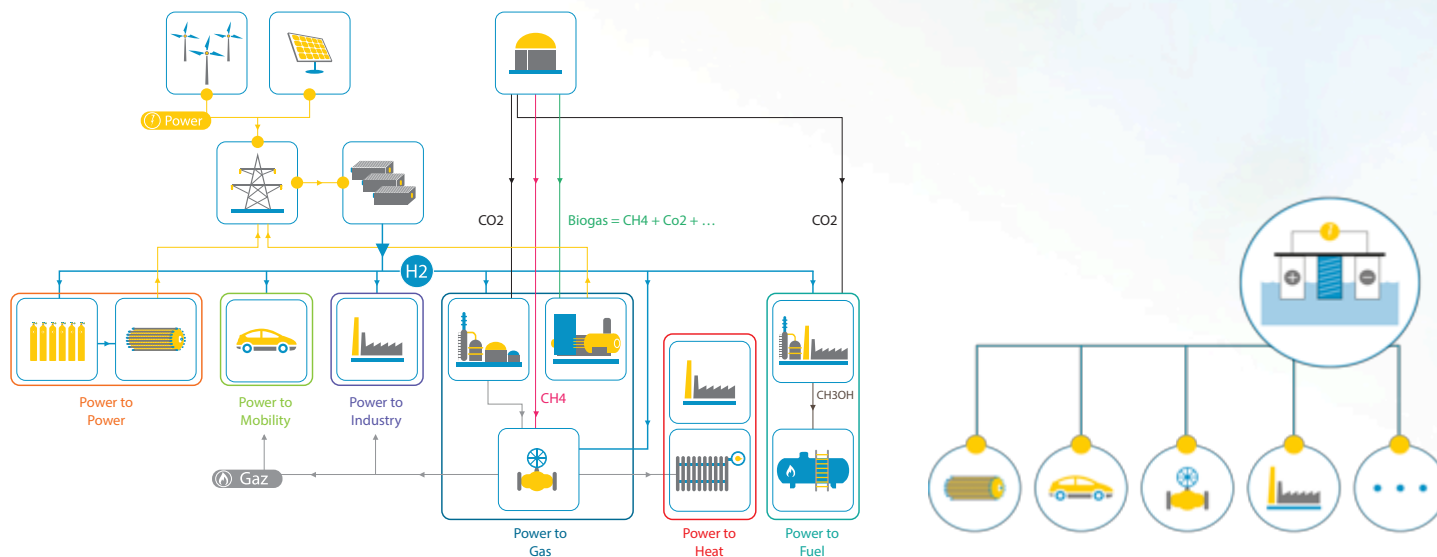 Power
CO2
Biogas = CH4 + Co2 + ...
CO2
H2
CH4
CH3OH
Power to
Power
Power to
Mobility
Power to
Industry
Gaz
Power to
Gas
Power to
Heat
Power to
Fuel